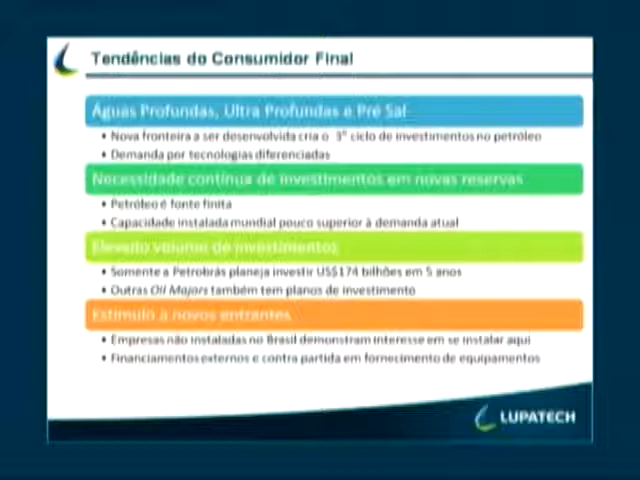 Tendências do Consumidor Final
Águas Profundas, Ultra Profundas e Pré Sal
• Nova fronteira a ser desenvolvida cria o 3º ciclo de investimentos no petróleo
• Demanda por tecnologias diferenciadas
Necessidade contínua de investimentos em novas reservas
• Petróleo é fonte finita
• Capacidade instalada mundial pouco superior à demanda atual
Elevado volume de investimentos
• Somente a Petrobrás planeja investir US$174 bilhões em 5 anos
• Outras Oil Majors também tem planos de investimento
Estímulo a novos entrantes
• Empresas não instaladas no Brasil demonstram interesse em se instalar aqui
• Financiamentos externos e contra partida em fornecimento de equipamentos
LUPATECH